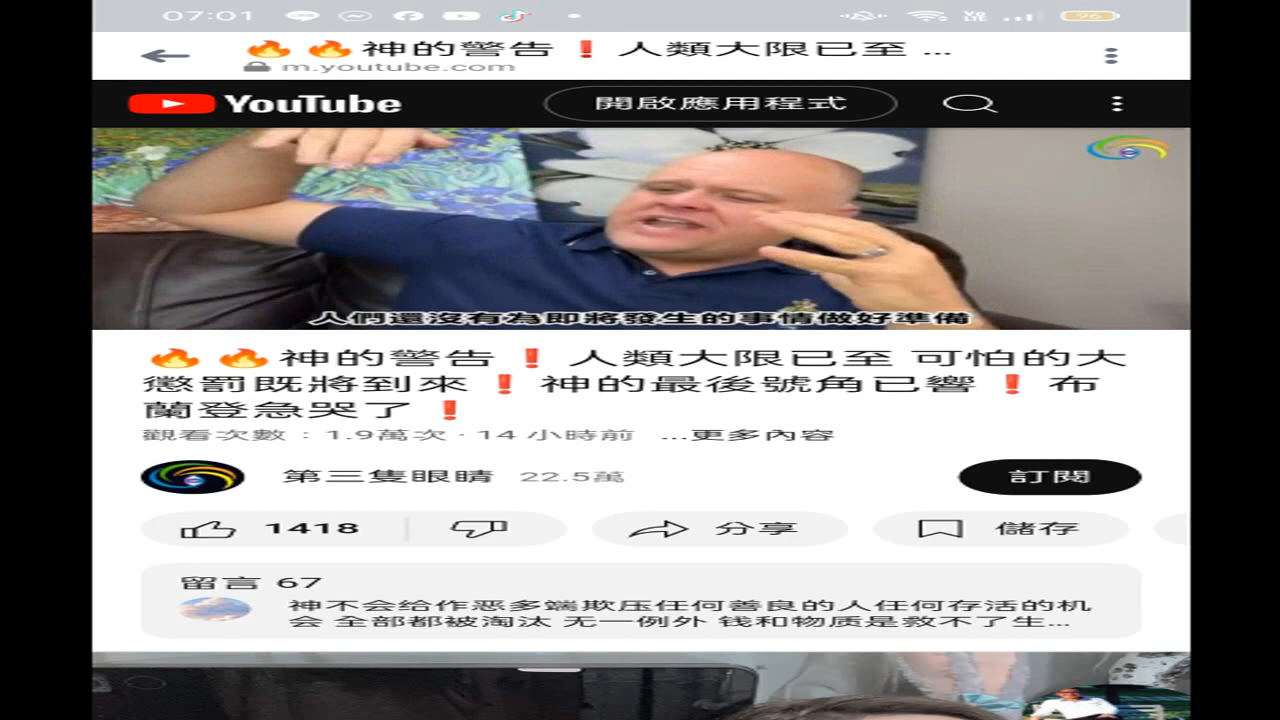 07:01
96
🔥🔥神的警告❗人類大限已至 ...
m.youtube.com
YouTube
開啟應用程式
人們還沒有為即將發生的事情做好準備
🔥🔥神的警告❗人類大限已至 可怕的大
懲罰既將到來❗神的最後號角已響❗布
蘭登急哭了❗
觀看次數：1.9萬次 · 14 小時前 ...更多內容
第三隻眼睛 22.5萬
訂閱
1418
分享
儲存
留言 67
神不会给作恶多端欺压任何善良的人任何存活的机
会 全部都被淘汰 无一例外 钱和物质是救不了生...